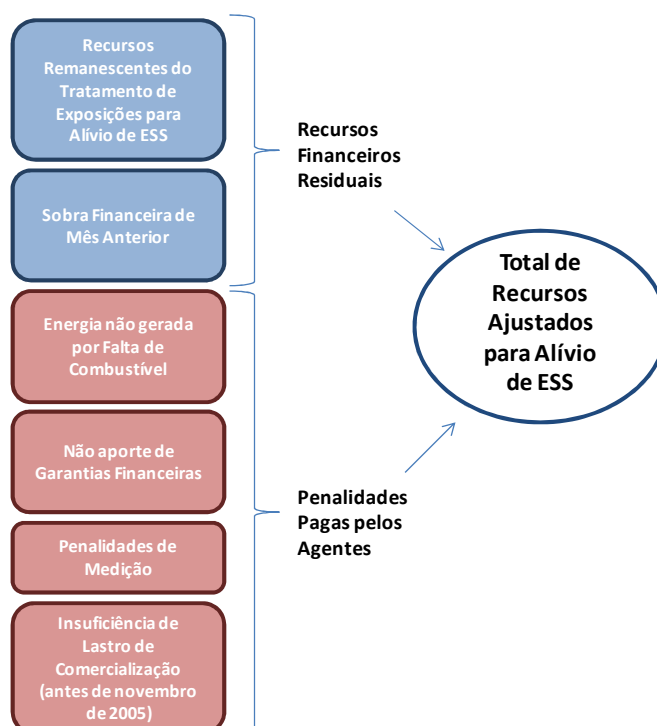 Recursos
Remanescentes do
Tratamento de
Exposições para
Alívio de ESS
Sobra Financeira de
Mês Anterior
Recursos
Financeiros
Residuais
Energia não gerada
por Falta de
Combustível
Não aporte de
Garantias Financeiras
Penalidades de
Medição
Insuficiência de
Lastro de
Comercialização
(antes de novembro
de 2005)
Penalidades
Pagas pelos
Agentes
Total de
Recursos
Ajustados
para Alívio
de ESS